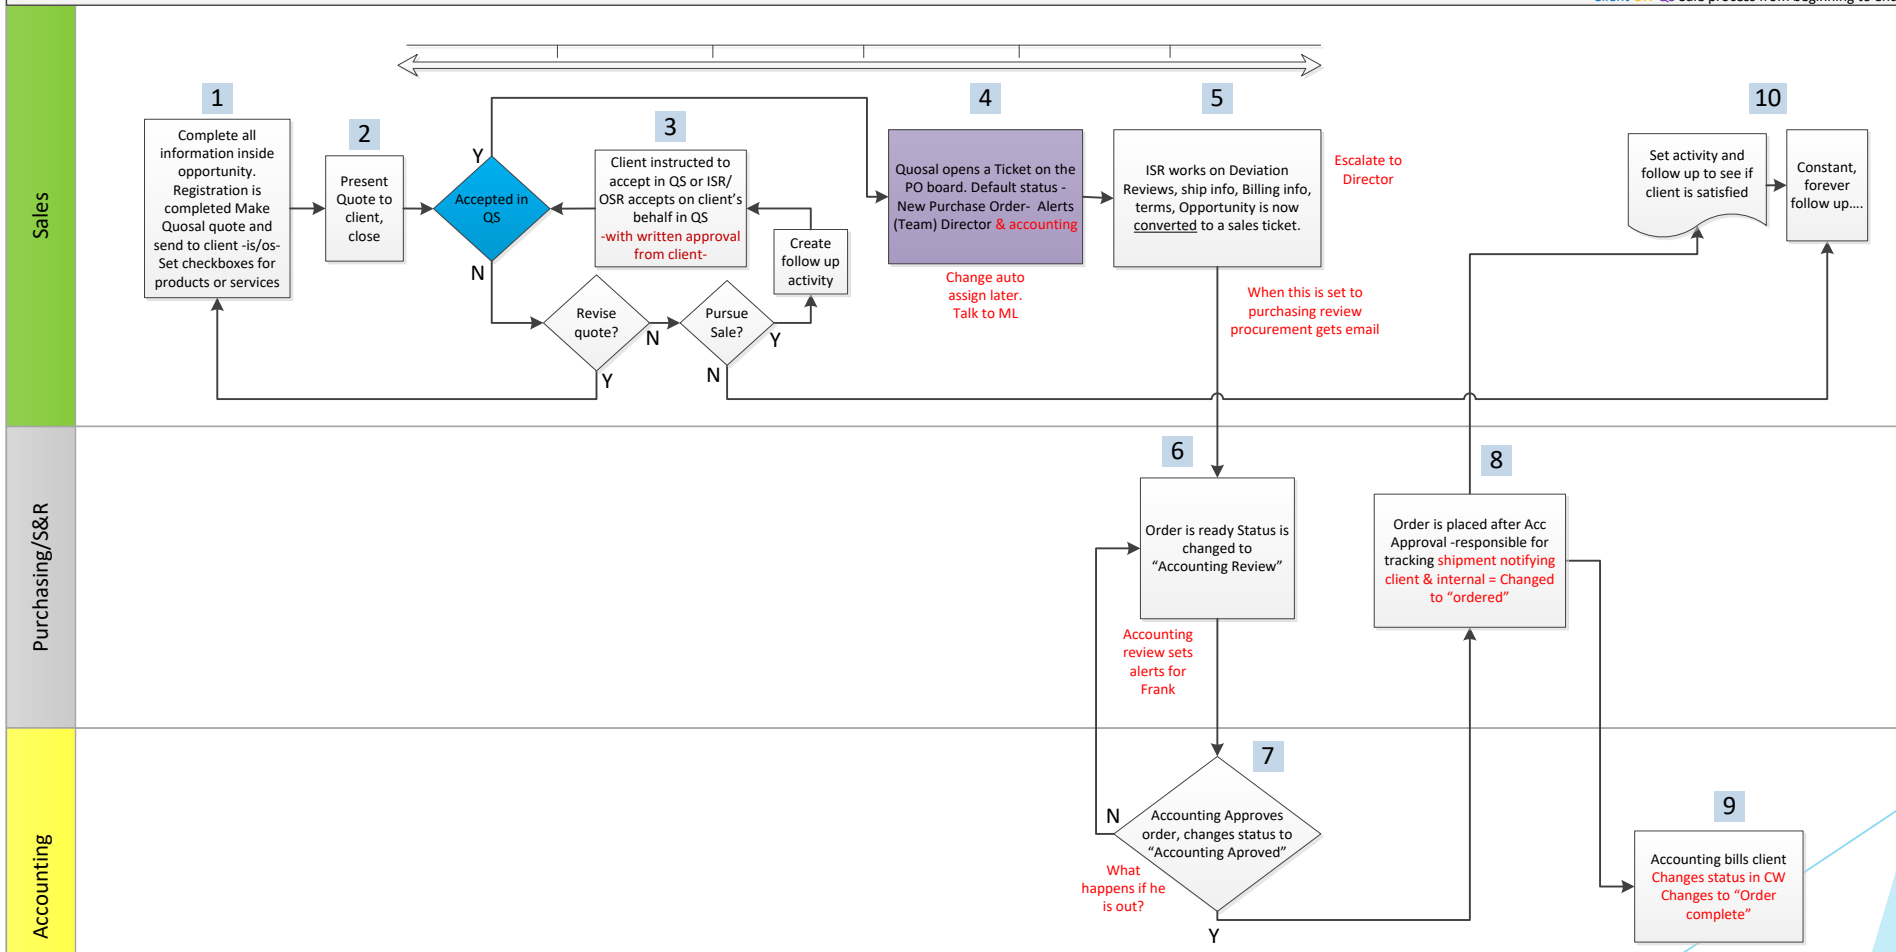 Client
QS Sale process from beginning to end
Sales
1
Complete all
information inside
opportunity.
Registration is
completed Make
Quosal quote and
send to client -is/os-
Set checkboxes for
products or services
2
Present
Quote to
client,
close
Y
Accepted in
QS
N
3
Client instructed to
accept in QS or ISR/
OSR accepts on client's
behalf in QS
-with written approval
from client-
Create
follow up
activity
Revise
quote?
N
Y
Pursue
Sale?
Y
N
4
Quosal opens a Ticket on the
PO board. Default status -
New Purchase Order- Alerts
(Team) Director & accounting
Change auto
assign later.
Talk to ML
5
ISR works on Deviation
Reviews, ship info, Billing info,
terms, Opportunity is now
converted to a sales ticket.
Escalate to
Director
When this is set to
purchasing review
procurement gets email
10
Set activity and
follow up to see if
client is satisfied
Constant,
forever
follow up....
Purchasing/S&R
6
Order is ready Status is
changed to
“Accounting Review”
Accounting
review sets
alerts for
Frank
8
Order is placed after Acc
Approval -responsible for
tracking shipment notifying
client & internal = Changed
to “ordered”
Accounting
7
N
Accounting Approves
order, changes status to
“Accounting Aproved”
What
happens if he
is out?
Y
9
Accounting bills client
Changes status in CW
Changes to “Order
complete”